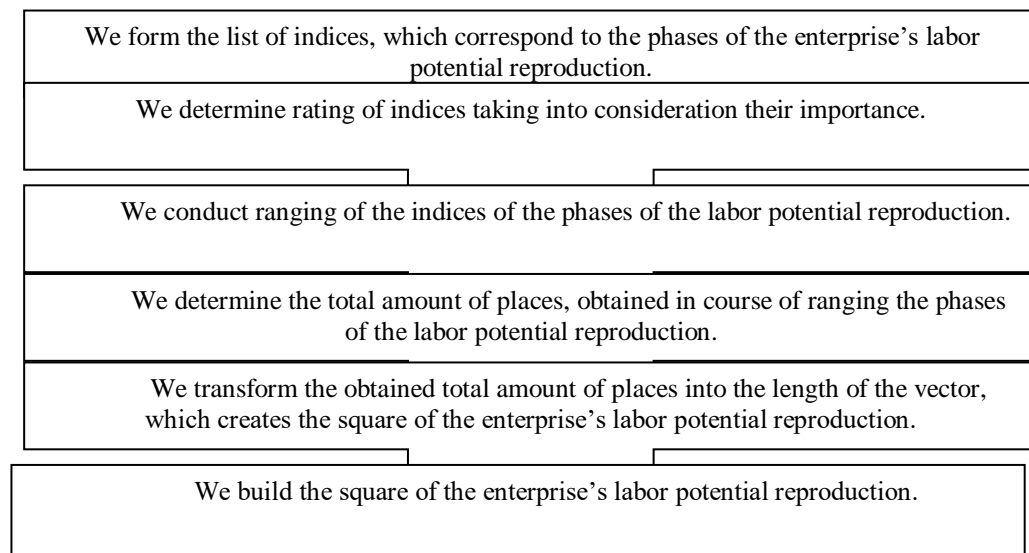 We form the list of indices, which correspond to the phases of the enterprise’s labor
potential reproduction.
We determine rating of indices taking into consideration their importance.
We conduct ranging of the indices of the phases of the labor potential reproduction.
We determine the total amount of places, obtained in course of ranging the phases
of the labor potential reproduction.
We transform the obtained total amount of places into the length of the vector,
which creates the square of the enterprise’s labor potential reproduction.
We build the square of the enterprise’s labor potential reproduction.